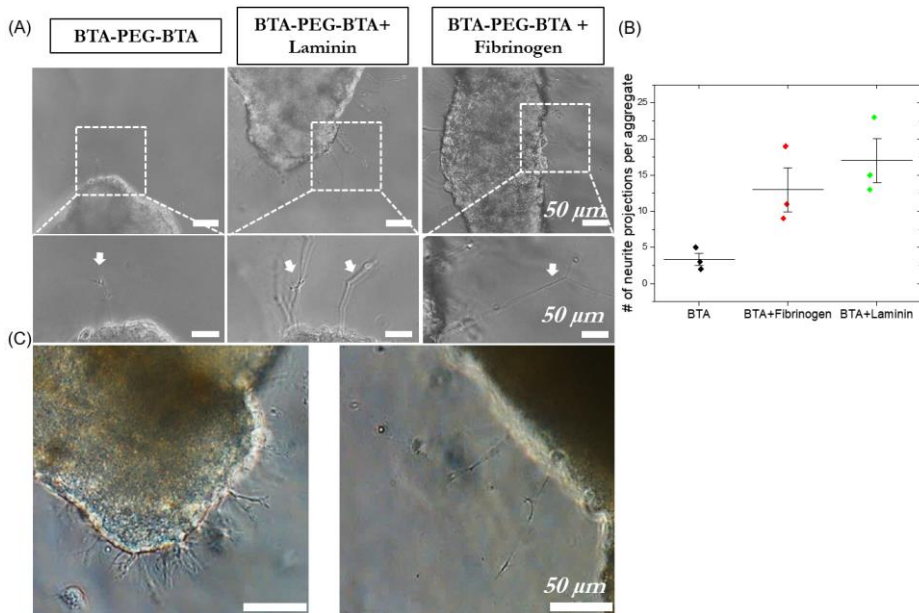 (A)
BTA-PEG-BTA
BTA-PEG-BTA+
Laminin
BTA-PEG-BTA +
Fibrinogen
50 μm
50 μm
(B)
# of neurite projections per aggregate
25
20
15
10
5
0
BTA
BTA+Fibrinogen
BTA+Laminin
(C)
50 μm